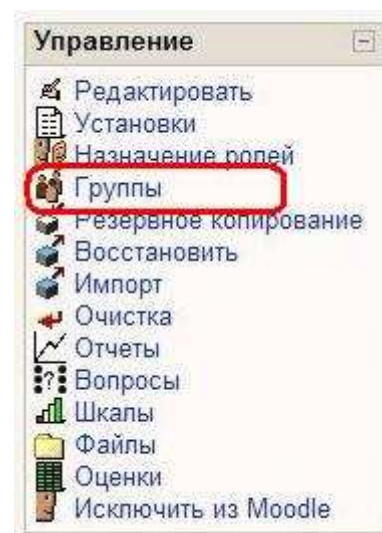 Управление
Редактировать
Установки
Назначение ролей
Группы
Резервное копирование
Восстановить
Импорт
Очистка
Отчеты
Вопросы
Шкалы
Файлы
Оценки
Исключить из Moodle